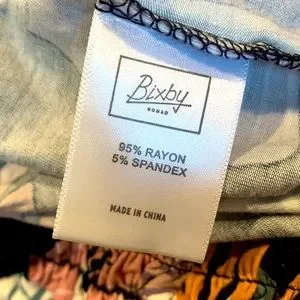 Bixby
NOMAD
95% RAYON
5% SPANDEX
MADE IN CHINA